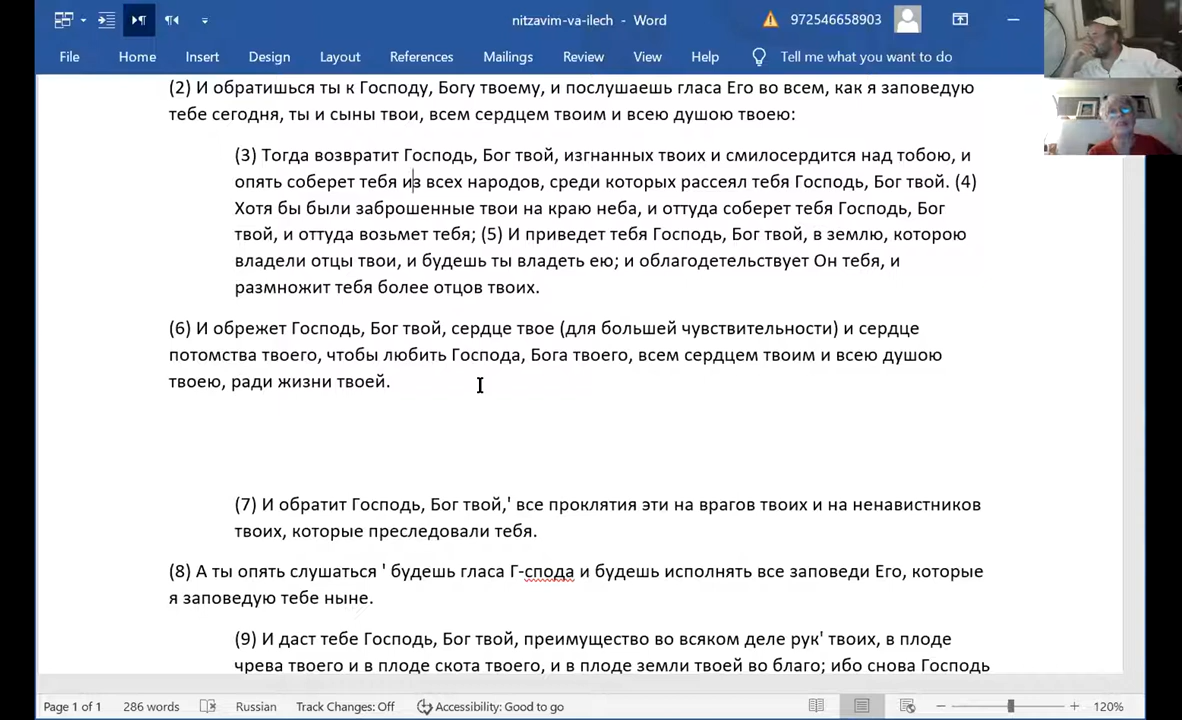 nitzavim-va-ilech - Word
972546658903
File Home Insert Design Layout References Mailings Review View Help Tell me what you want to do
(2) И обратишься ты к Господу, Богу твоему, и послушаешь гласа Его во всем, как я заповедую
тебе сегодня, ты и сыны твои, всем сердцем твоим и всею душою твоею:
(3) Тогда возвратит Господь, Бог твой, изгнанных твоих и смилосердится над тобою, и
опять соберет тебя из всех народов, среди которых рассеял тебя Господь, Бог твой. (4)
Хотя бы были заброшенные твои на краю неба, и оттуда соберет тебя Господь, Бог
твой, и оттуда возьмет тебя; (5) И приведет тебя Господь, Бог твой, в землю, которою
владели отцы твои, и будешь ты владеть ею; и облагодетельствует Он тебя, и
размножит тебя более отцов твоих.
(6) И обрежет Господь, Бог твой, сердце твое (для большей чувствительности) и сердце
потомства твоего, чтобы любить Господа, Бога твоего, всем сердцем твоим и всею душою
твоею, ради жизни твоей.
(7) И обратит Господь, Бог твой,' все проклятия эти на врагов твоих и на ненавистников
твоих, которые преследовали тебя.
(8) А ты опять слушаться ' будешь гласа Г-спода и будешь исполнять все заповеди Его, которые
я заповедую тебе ныне.
(9) И даст тебе Господь, Бог твой, преимущество во всяком деле рук' твоих, в плоде
чрева твоего и в плоде скота твоего, и в плоде земли твоей во благо; ибо снова Господь
Page 1 of 1 286 words Russian Track Changes: Off Accessibility: Good to go 120%